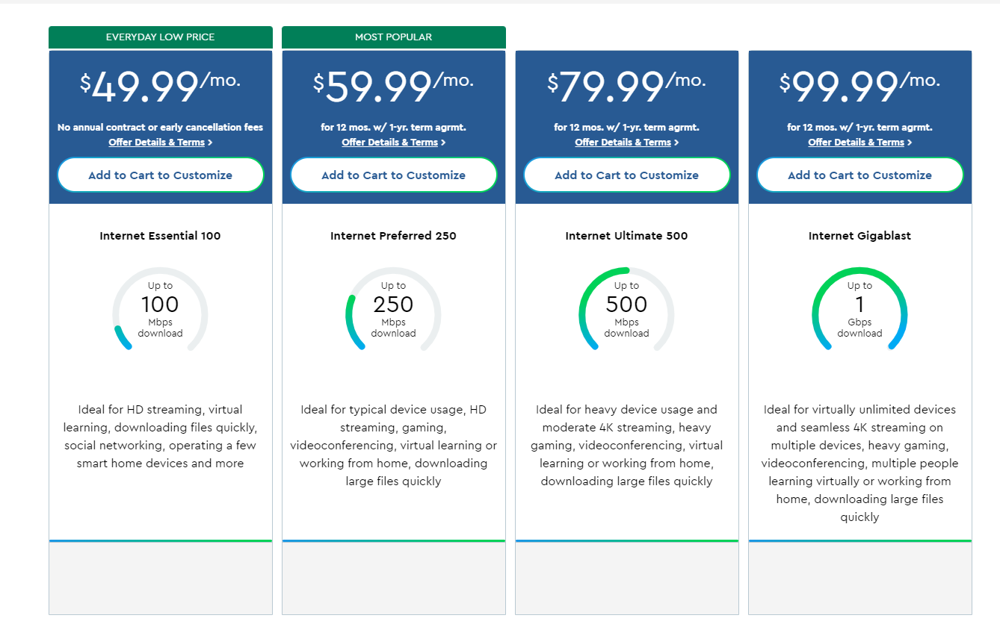 EVERYDAY LOW PRICE
$49.99/mo.
No annual contract or early cancellation fees
Offer Details & Terms >
Add to Cart to Customize
Internet Essential 100
Up to
100
Mbps
download
Ideal for HD streaming, virtual
learning, downloading files quickly,
social networking, operating a few
smart home devices and more
MOST POPULAR
$59.99/mo.
for 12 mos. w/ 1-yr. term agrmt.
Offer Details & Terms >
Add to Cart to Customize
Internet Preferred 250
Up to
250
Mbps
download
Ideal for typical device usage, HD
streaming, gaming,
videoconferencing, virtual learning or
working from home, downloading
large files quickly
$79.99/mo.
for 12 mos. w/ 1-yr. term agrmt.
Offer Details & Terms >
Add to Cart to Customize
Internet Ultimate 500
Up to
500
Mbps
download
Ideal for heavy device usage and
moderate 4K streaming, heavy
gaming, videoconferencing, virtual
learning or working from home,
downloading large files quickly
$99.99/mo.
for 12 mos. w/ 1-yr. term agrmt.
Offer Details & Terms >
Add to Cart to Customize
Internet Gigablast
Up to
1
Gbps
download
Ideal for virtually unlimited devices
and seamless 4K streaming on
multiple devices, heavy gaming,
videoconferencing, multiple people
learning virtually or working from
home, downloading large files
quickly